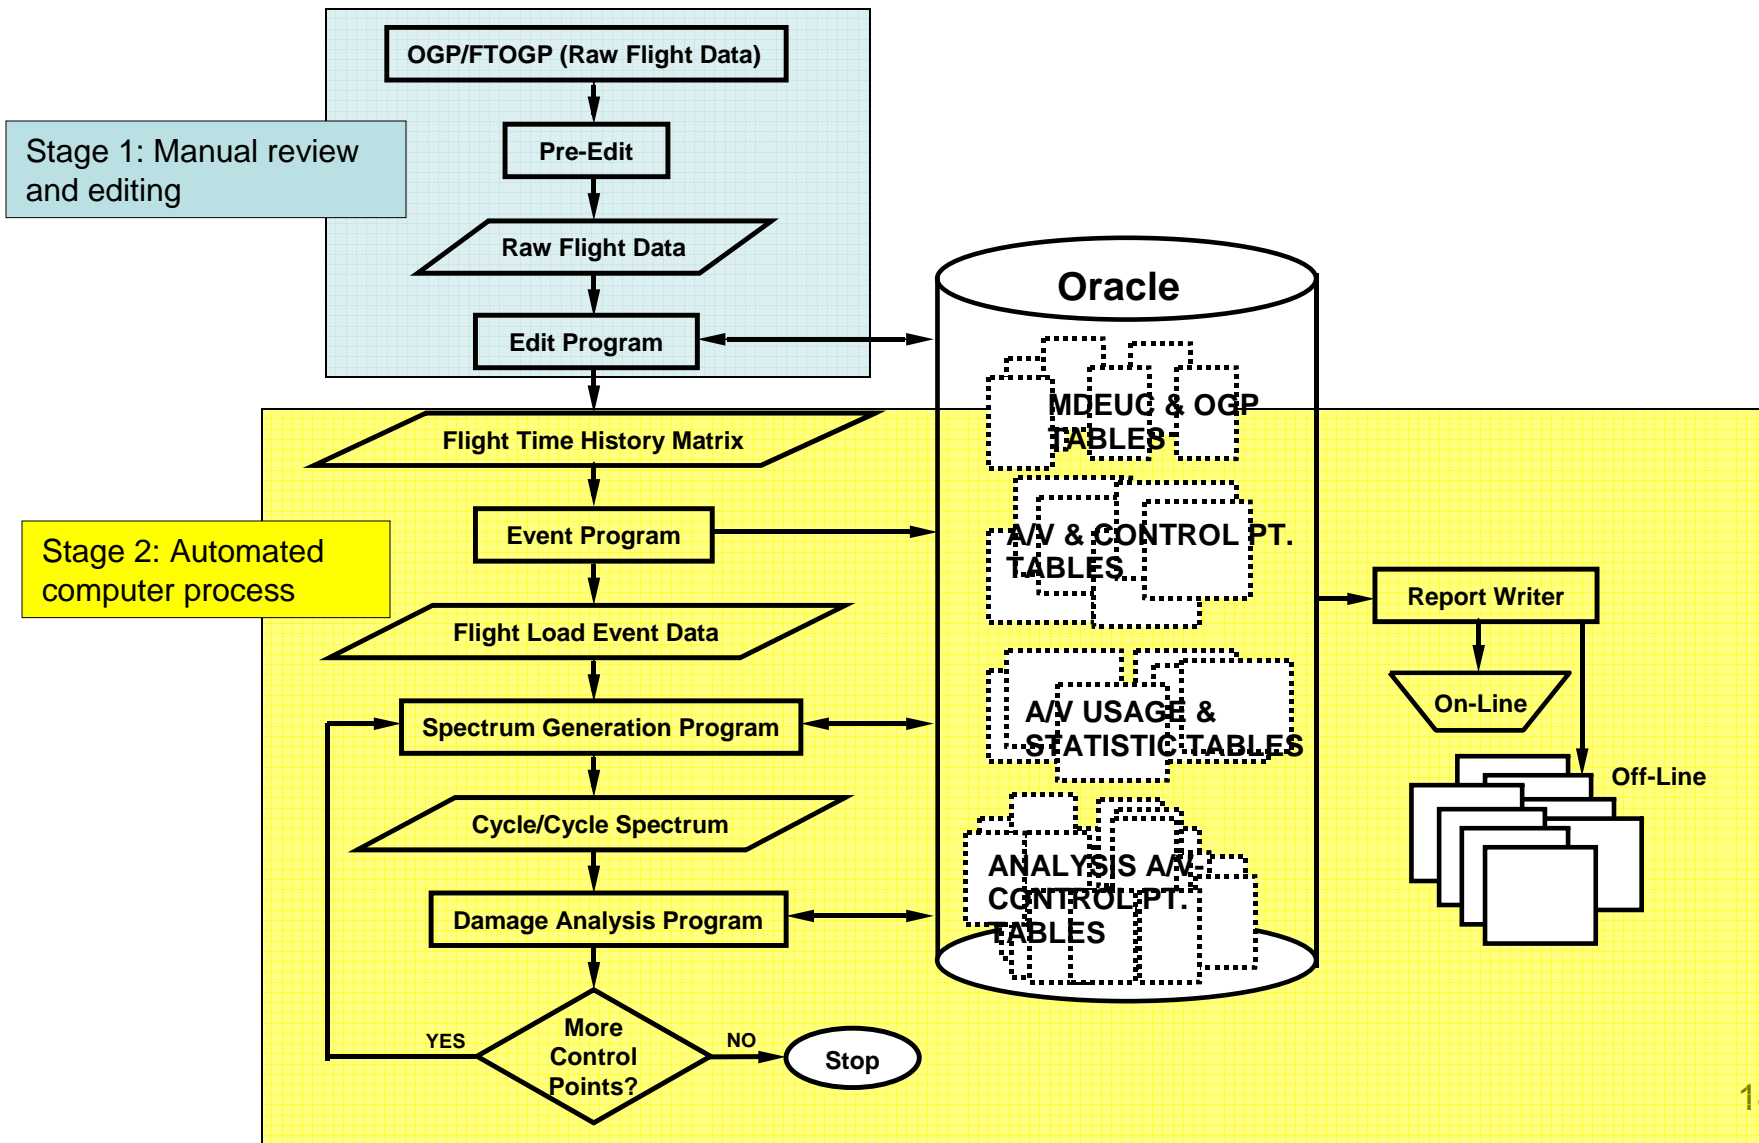 OGP/FTOGP (Raw Flight Data)
Stage 1: Manual review
and editing
Pre-Edit
Raw Flight Data
Edit Program
Oracle
MDEUC & OGP
TABLES
Flight Time History Matrix
Event Program
A/V & CONTROL PT.
TABLES
Stage 2: Automated
computer process
Flight Load Event Data
Report Writer
On-Line
Off-Line
Spectrum Generation Program
A/V USAGE &
STATISTIC TABLES
Cycle/Cycle Spectrum
ANALYSIS A/V-
CONTROL PT.
TABLES
Damage Analysis Program
More
Control
Points?
YES
NO
Stop